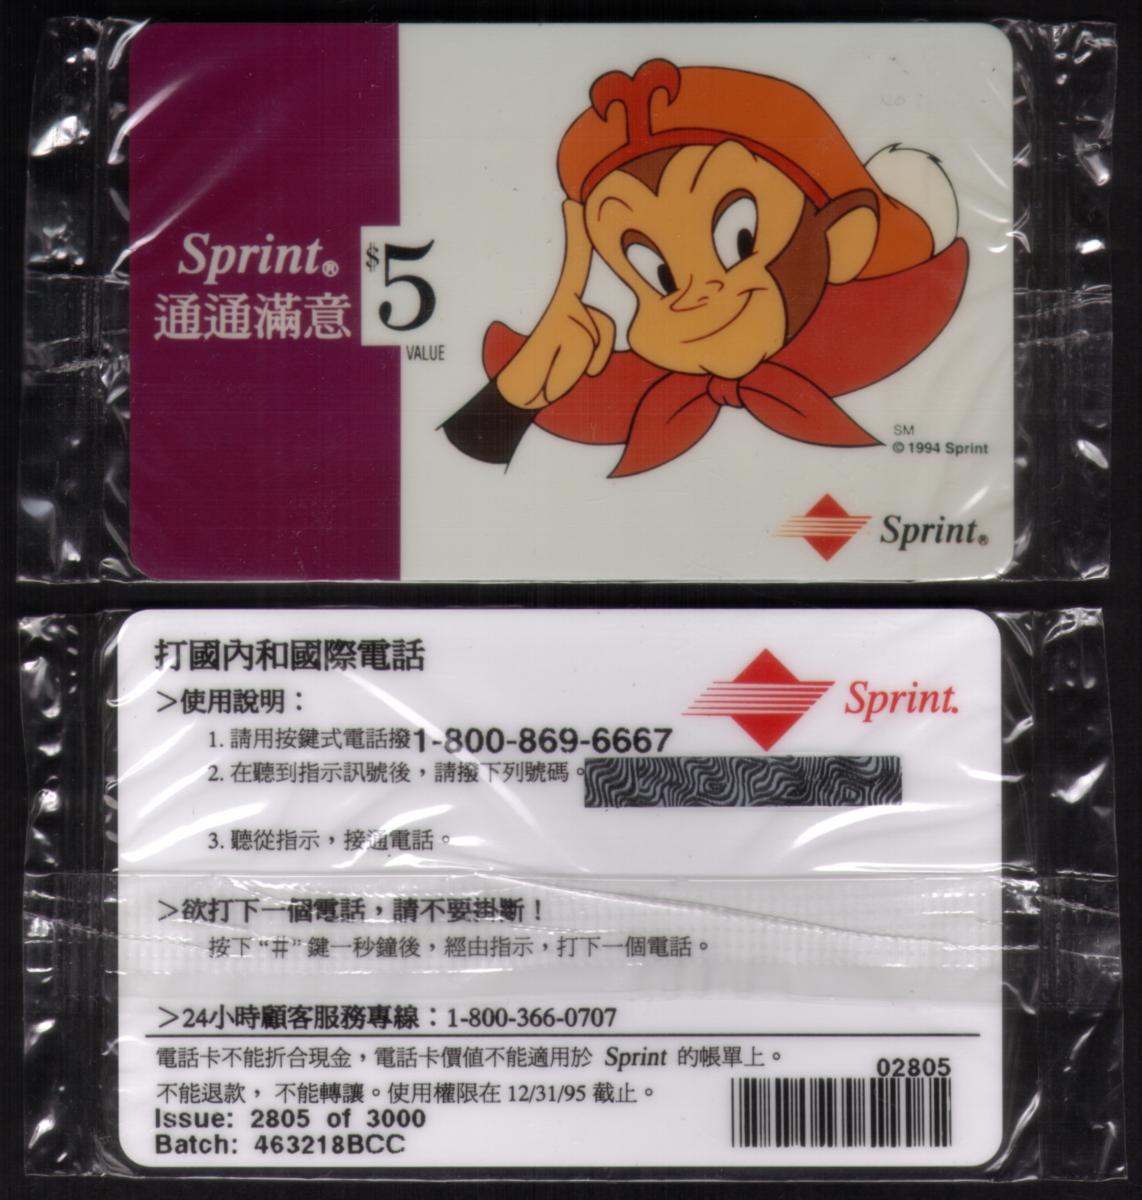 Sprint®
通通滿意
$5
VALUE
SM
© 1994 Sprint
Sprint®
打國內和國際電話
>使用說明：
Sprint.
1. 請用按鍵式電話撥1-800-869-6667
2. 在聽到指示訊號後，請撥下列號碼。
3. 聽從指示，接通電話。
>欲打下一個電話，請不要掛斷！
按下“#”鍵一秒鐘後，經由指示，打下一個電話。
>24小時顧客服務專線：1-800-366-0707
電話卡不能折合現金，電話卡價值不能適用於 Sprint 的帳單上。
不能退款， 不能轉讓。使用權限在 12/31/95 截止。
02805
Issue: 2805 of 3000
Batch: 463218BCC